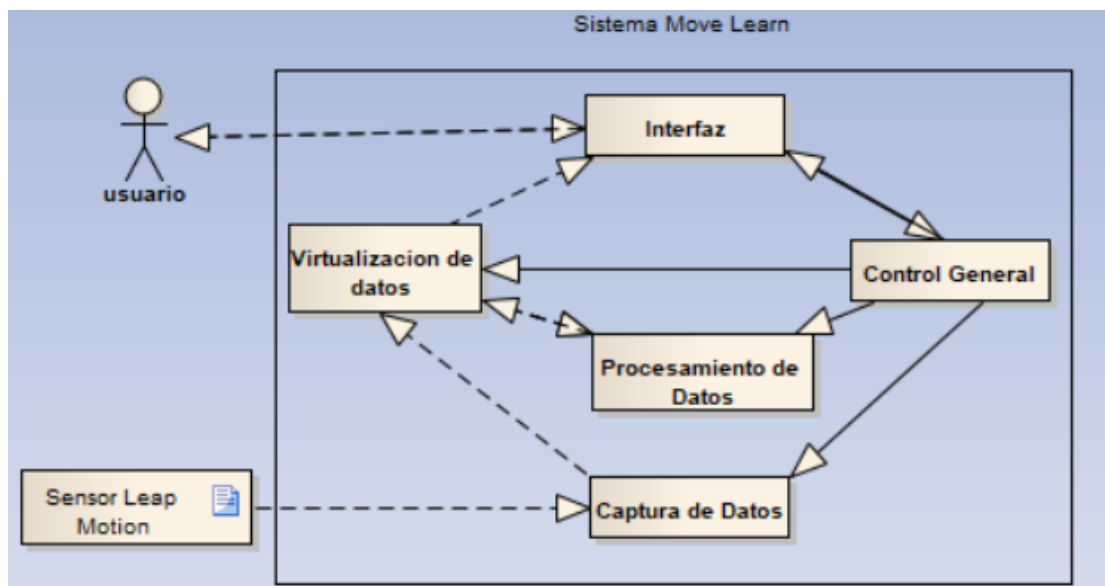 Sistema Move Learn
Interfaz
usuario
Virtualizacion de
datos
Control General
Procesamiento de
Datos
Sensor Leap
Motion
Captura de Datos